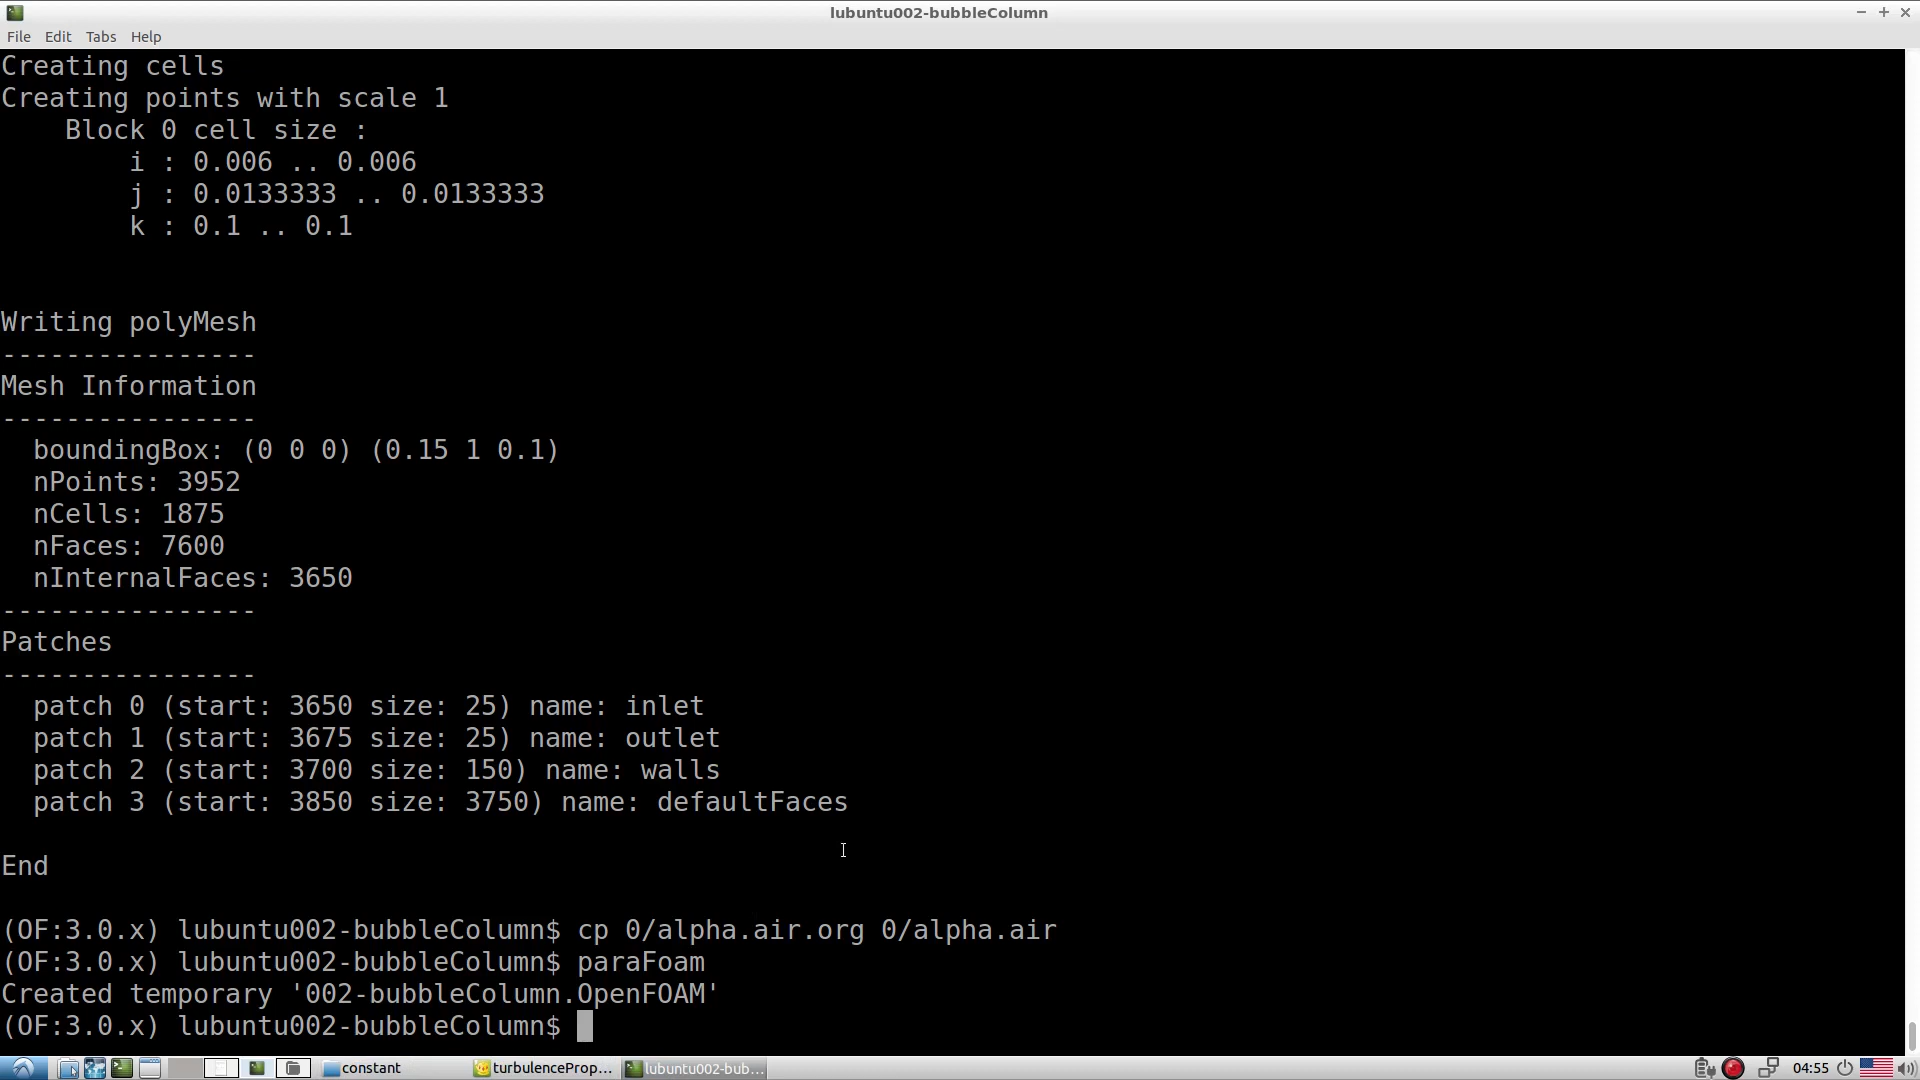 lubuntu002-bubbleColumn
File Edit Tabs Help
Creating cells
Creating points with scale 1
    Block 0 cell size :
        i : 0.006 .. 0.006
        j : 0.0133333 .. 0.0133333
        k : 0.1 .. 0.1
Writing polyMesh
----------------
Mesh Information
----------------
  boundingBox: (0 0 0) (0.15 1 0.1)
  nPoints: 3952
  nCells: 1875
  nFaces: 7600
  nInternalFaces: 3650
----------------
Patches
----------------
  patch 0 (start: 3650 size: 25) name: inlet
  patch 1 (start: 3675 size: 25) name: outlet
  patch 2 (start: 3700 size: 150) name: walls
  patch 3 (start: 3850 size: 3750) name: defaultFaces
End
(OF:3.0.x) lubuntu002-bubbleColumn$ cp 0/alpha.air.org 0/alpha.air
(OF:3.0.x) lubuntu002-bubbleColumn$ paraFoam
Created temporary '002-bubbleColumn.OpenFOAM'
(OF:3.0.x) lubuntu002-bubbleColumn$
constant turbulenceProp... lubuntu002-bub... 04:55